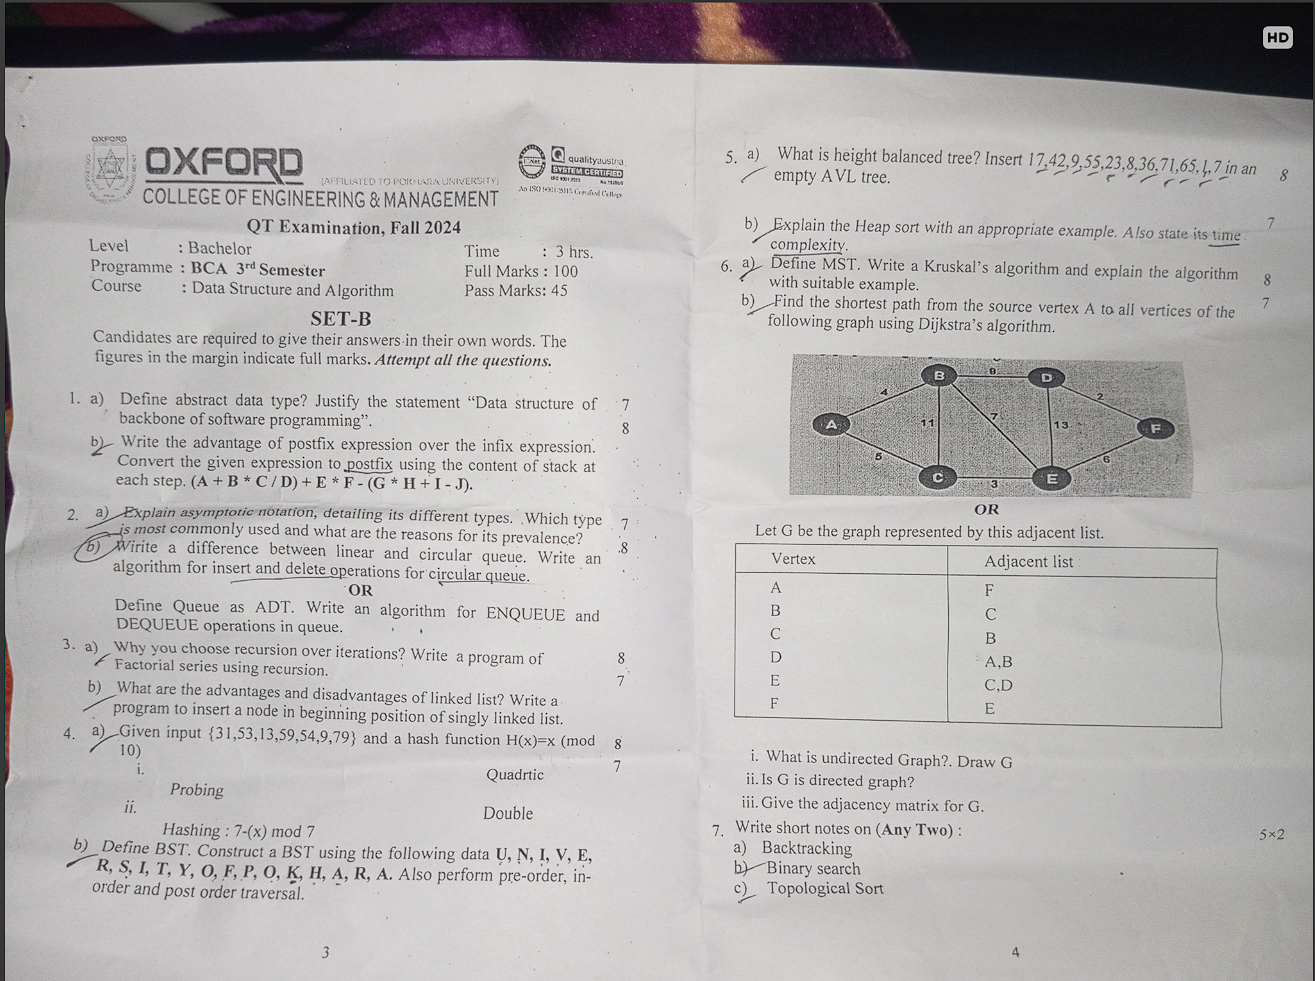 HD
OXFORD
OXFORD
(AFFILIATED TO POKHARA UNIVERSITY)
COLLEGE OF ENGINEERING & MANAGEMENT
qualityaustria
SYSTEM CERTIFIED
An ISO 9001:2015 Certified College
QT Examination, Fall 2024
Level : Bachelor Time : 3 hrs.
Programme : BCA 3rd Semester Full Marks : 100
Course : Data Structure and Algorithm Pass Marks: 45
SET-B
Candidates are required to give their answers in their own words. The
figures in the margin indicate full marks. Attempt all the questions.
1. a) Define abstract data type? Justify the statement “Data structure of 7
backbone of software programming”. 8
b) Write the advantage of postfix expression over the infix expression.
Convert the given expression to postfix using the content of stack at
each step. (A + B * C / D) + E * F - (G * H + I - J).
2. a) Explain asymptotic notation, detailing its different types. Which type 7
is most commonly used and what are the reasons for its prevalence?
b) Wirite a difference between linear and circular queue. Write an 8
algorithm for insert and delete operations for circular queue.
OR
Define Queue as ADT. Write an algorithm for ENQUEUE and
DEQUEUE operations in queue.
3. a) Why you choose recursion over iterations? Write a program of 8
Factorial series using recursion. 7
b) What are the advantages and disadvantages of linked list? Write a
program to insert a node in beginning position of singly linked list.
4. a) Given input {31,53,13,59,54,9,79} and a hash function H(x)=x (mod 8
10) 7
i. Quadrtic
Probing
ii. Double
Hashing : 7-(x) mod 7
b) Define BST. Construct a BST using the following data U, N, I, V, E,
R, S, I, T, Y, O, F, P, O, K, H, A, R, A. Also perform pre-order, in-
order and post order traversal.
3
5. a) What is height balanced tree? Insert 17,42,9,55,23,8,36,71,65,1,7 in an 8
empty AVL tree.
b) Explain the Heap sort with an appropriate example. Also state its time 7
complexity.
6. a) Define MST. Write a Kruskal's algorithm and explain the algorithm 8
with suitable example.
b) Find the shortest path from the source vertex A to all vertices of the 7
following graph using Dijkstra's algorithm.
B 9 D
4 2
A 11 7 13 F
5 6
C 3 E
OR
Let G be the graph represented by this adjacent list.
Vertex Adjacent list
A F
B C
C B
D A,B
E C,D
F E
i. What is undirected Graph?. Draw G
ii. Is G is directed graph?
iii. Give the adjacency matrix for G.
7. Write short notes on (Any Two) : 5×2
a) Backtracking
b) Binary search
c) Topological Sort
4